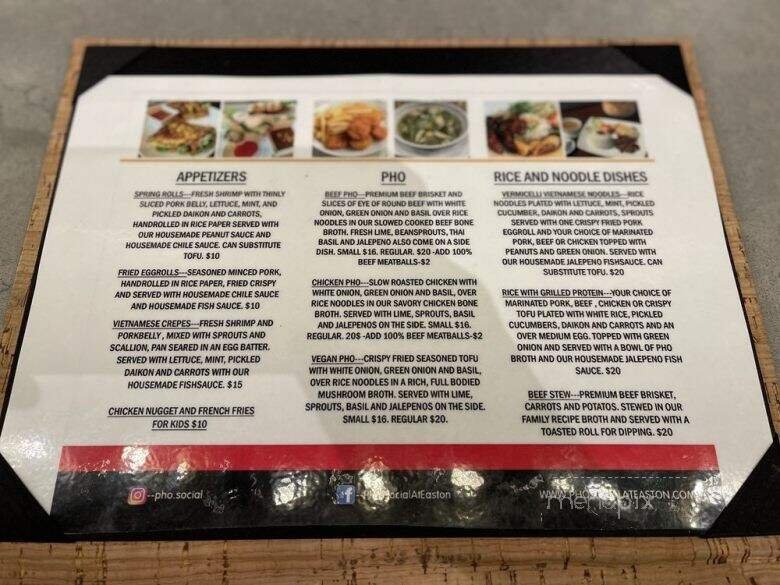 APPETIZERS
SPRING ROLLS---FRESH SHRIMP WITH THINLY
SLICED PORK BELLY, LETTUCE, MINT, AND
PICKLED DAIKON AND CARROTS,
HANDROLLED IN RICE PAPER SERVED WITH
OUR HOUSEMADE PEANUT SAUCE AND
HOUSEMADE CHILE SAUCE. CAN SUBSTITUTE
TOFU. $10
FRIED EGGROLLS---SEASONED MINCED PORK,
HANDROLLED IN RICE PAPER, FRIED CRISPY
AND SERVED WITH HOUSEMADE CHILE SAUCE
AND HOUSEMADE FISH SAUCE. $10
VIETNAMESE CREPES---FRESH SHRIMP AND
PORKBELLY , MIXED WITH SPROUTS AND
SCALLION, PAN SEARED IN AN EGG BATTER.
SERVED WITH LETTUCE, MINT, PICKLED
DAIKON AND CARROTS WITH OUR
HOUSEMADE FISHSAUCE. $15
CHICKEN NUGGET AND FRENCH FRIES
FOR KIDS $10
PHO
BEEF PHO---PREMIUM BEEF BRISKET AND
SLICES OF EYE OF ROUND BEEF WITH WHITE
ONION, GREEN ONION AND BASIL OVER RICE
NOODLES IN OUR SLOWED COOKED BEEF BONE
BROTH. FRESH LIME, BEANSPROUTS, THAI
BASIL AND JALEPENO ALSO COME ON A SIDE
DISH. SMALL $16. REGULAR. $20 -ADD 100%
BEEF MEATBALLS-$2
CHICKEN PHO---SLOW ROASTED CHICKEN WITH
WHITE ONION, GREEN ONION AND BASIL, OVER
RICE NOODLES IN OUR SAVORY CHICKEN BONE
BROTH. SERVED WITH LIME, SPROUTS, BASIL
AND JALEPENOS ON THE SIDE. SMALL $16.
REGULAR. 20$ -ADD 100% BEEF MEATBALLS-$2
VEGAN PHO---CRISPY FRIED SEASONED TOFU
WITH WHITE ONION, GREEN ONION AND BASIL,
OVER RICE NOODLES IN A RICH, FULL BODIED
MUSHROOM BROTH. SERVED WITH LIME,
SPROUTS, BASIL AND JALEPENOS ON THE SIDE.
SMALL $16. REGULAR $20.
RICE AND NOODLE DISHES
VERMICELLI VIETNAMESE NOODLES---RICE
NOODLES PLATED WITH LETTUCE, MINT, PICKLED
CUCUMBER, DAIKON AND CARROTS, SPROUTS
SERVED WITH ONE CRISPY FRIED PORK
EGGROLL AND YOUR CHOICE OF MARINATED
PORK, BEEF OR CHICKEN TOPPED WITH
PEANUTS AND GREEN ONION. SERVED WITH
OUR HOUSEMADE JALEPENO FISHSAUCE. CAN
SUBSTITUTE TOFU. $20
RICE WITH GRILLED PROTEIN---YOUR CHOICE OF
MARINATED PORK, BEEF , CHICKEN OR CRISPY
TOFU PLATED WITH WHITE RICE, PICKLED
CUCUMBERS, DAIKON AND CARROTS AND AN
OVER MEDIUM EGG. TOPPED WITH GREEN
ONION AND SERVED WITH A BOWL OF PHO
BROTH AND OUR HOUSEMADE JALEPENO FISH
SAUCE. $20
BEEF STEW---PREMIUM BEEF BRISKET,
CARROTS AND POTATOS. STEWED IN OUR
FAMILY RECIPE BROTH AND SERVED WITH A
TOASTED ROLL FOR DIPPING. $20
--pho.social
--PhoSocialAtEaston
WWW.PHOSOCIALATEASTON.COM
menupix